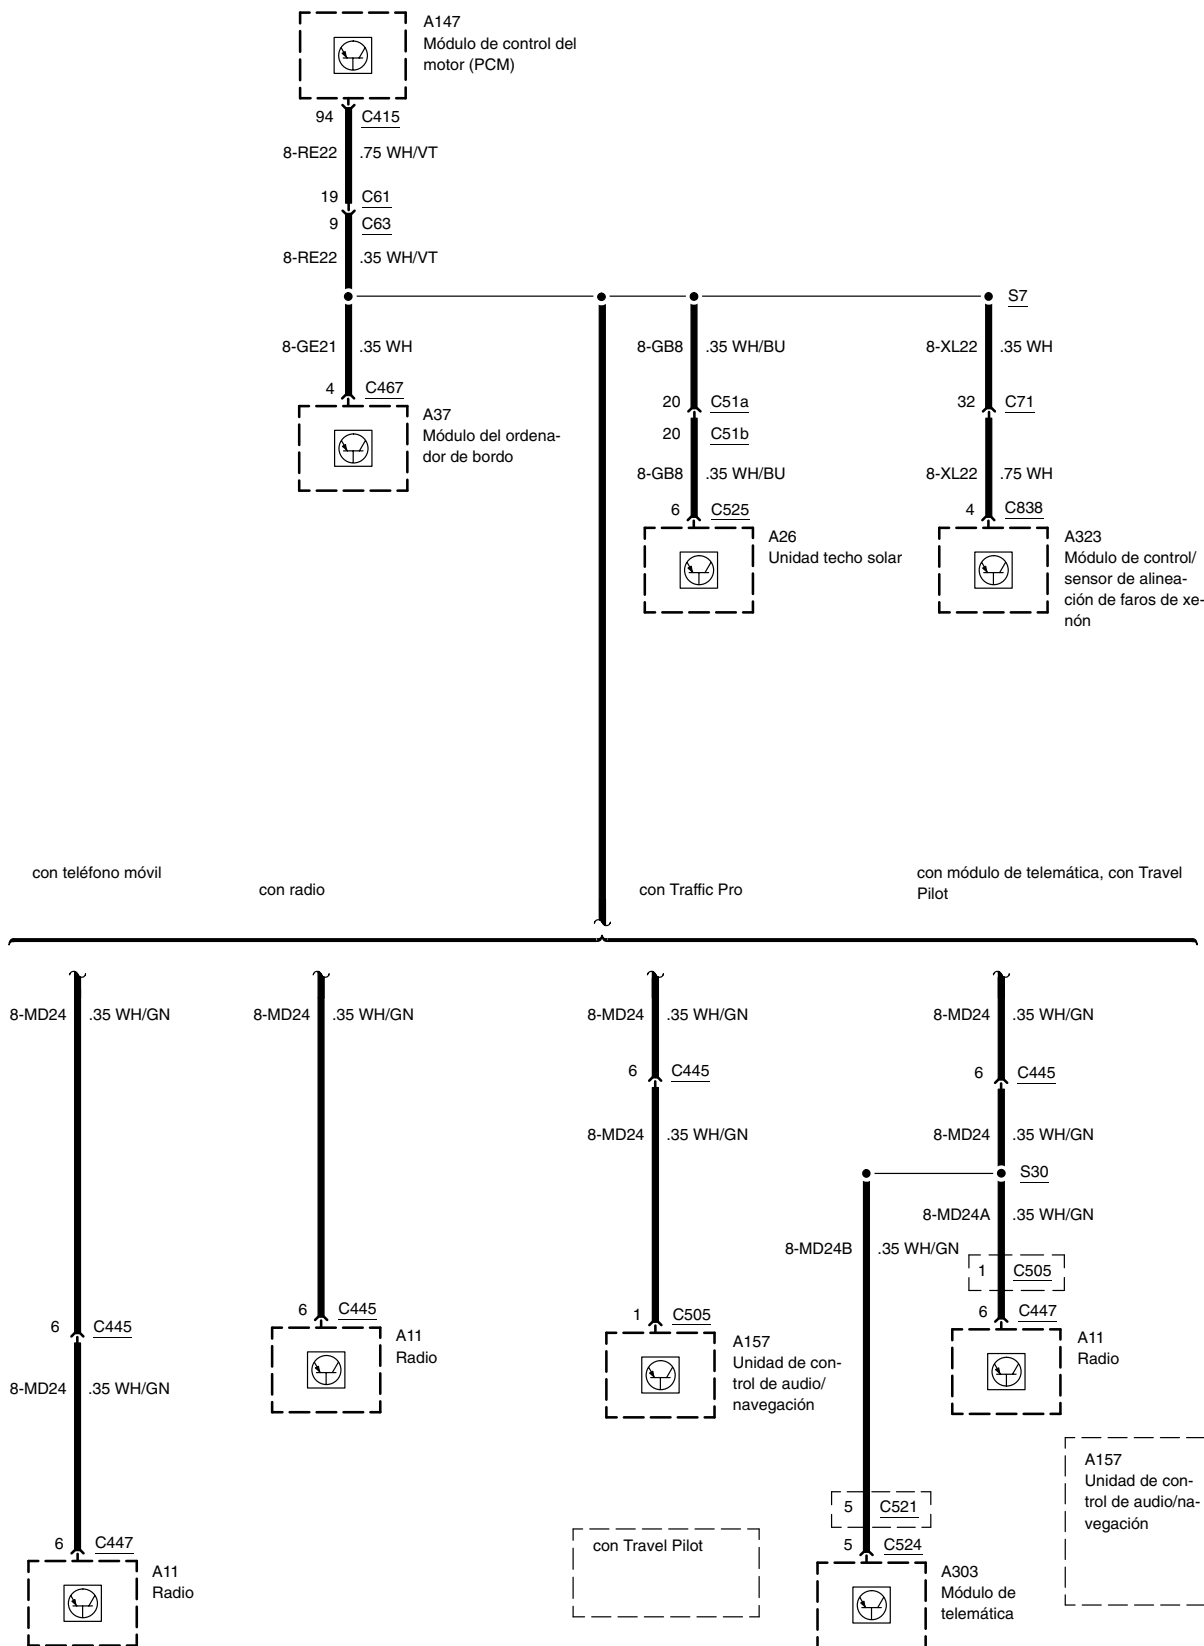 A147
Módulo de control del
motor (PCM)
94 C415
8-RE22 .75 WH/VT
19 C61
9 C63
8-RE22 .35 WH/VT
S7
8-GE21 .35 WH
8-GB8 .35 WH/BU
8-XL22 .35 WH
4 C467
20 C51a
32 C71
A37
Módulo del ordena-
dor de bordo
20 C51b
8-GB8 .35 WH/BU
8-XL22 .75 WH
6 C525
4 C838
A26
Unidad techo solar
A323
Módulo de control/
sensor de alinea-
ción de faros de xe-
nón
con teléfono móvil
con radio
con Traffic Pro
con módulo de telemática, con Travel
Pilot
8-MD24 .35 WH/GN
8-MD24 .35 WH/GN
8-MD24 .35 WH/GN
8-MD24 .35 WH/GN
6 C445
6 C445
8-MD24 .35 WH/GN
8-MD24 .35 WH/GN
S30
8-MD24A .35 WH/GN
8-MD24B .35 WH/GN
1 C505
6 C445
6 C445
1 C505
6 C447
A11
Radio
A157
Unidad de con-
trol de audio/
navegación
A11
Radio
8-MD24 .35 WH/GN
A157
Unidad de con-
trol de audio/na-
vegación
5 C521
6 C447
con Travel Pilot
5 C524
A11
Radio
A303
Módulo de
telemática